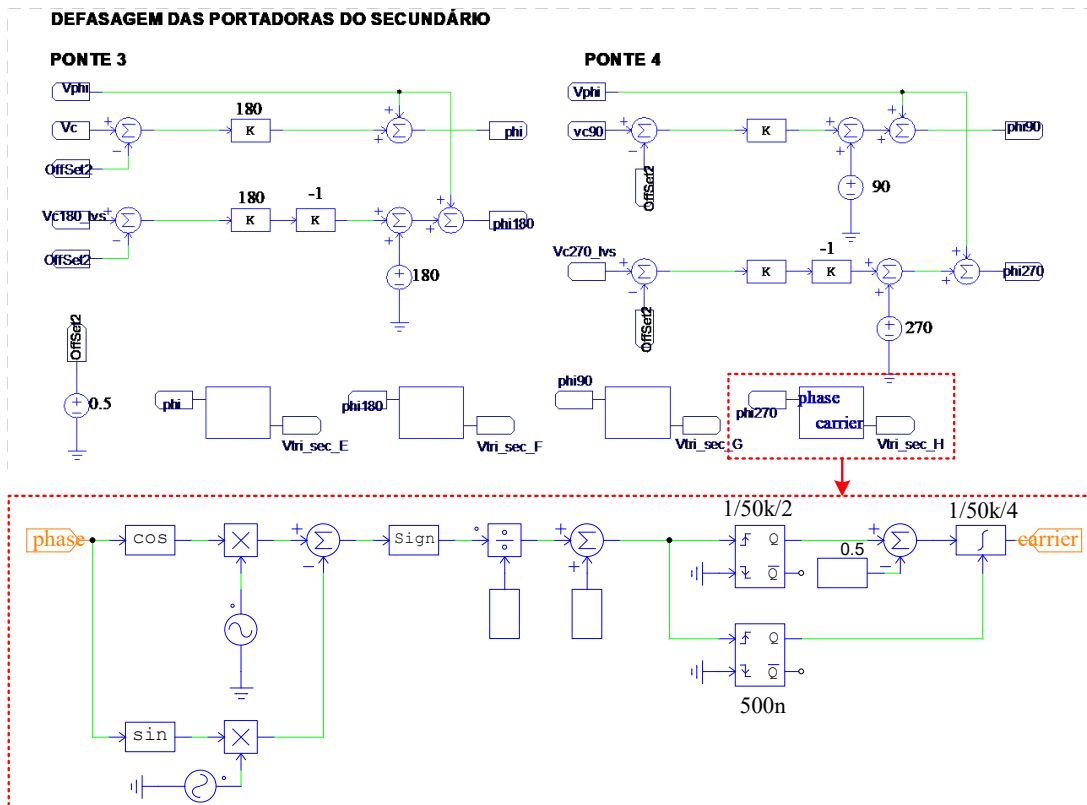 DEFASAGEM DAS PORTADORAS DO SECUNDÁRIO
PONTE 3
PONTE 4
Vphi
180
Vc
K
phi
OffSet2
Vc180_lvs
180
-1
K
K
phi180
OffSet2
180
OffSet2
0.5
Vphi
vc90
K
phi90
OffSet2
90
Vc270_lvs
-1
K
K
phi270
OffSet2
270
phi
Vtri_sec_E
phi180
Vtri_sec_F
phi90
Vtri_sec_G
phi270
phase
carrier
Vtri_sec_H
phase
cos
Sign
1/50k/2
Q
Q
0.5
1/50k/4
carrier
Q
Q
500n
sin